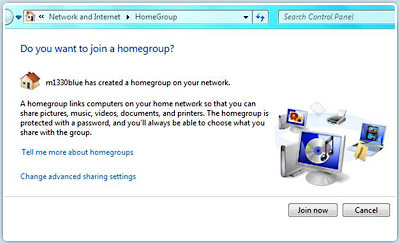 « Network and Internet HomeGroup Search Control Panel
Do you want to join a homegroup?
m1330blue has created a homegroup on your network.
A homegroup links computers on your home network so that you can
share pictures, music, videos, documents, and printers. The homegroup is
protected with a password, and you'll always be able to choose what you
share with the group.
Tell me more about homegroups
Change advanced sharing settings
Join now Cancel